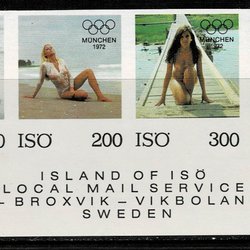 MÜNCHEN
1972
MÜNCHEN
1972
ISÖ 200 ISÖ 300
ISLAND OF ISÖ
LOCAL MAIL SERVICE
BROXVIK – VIKBOLAN
SWEDEN